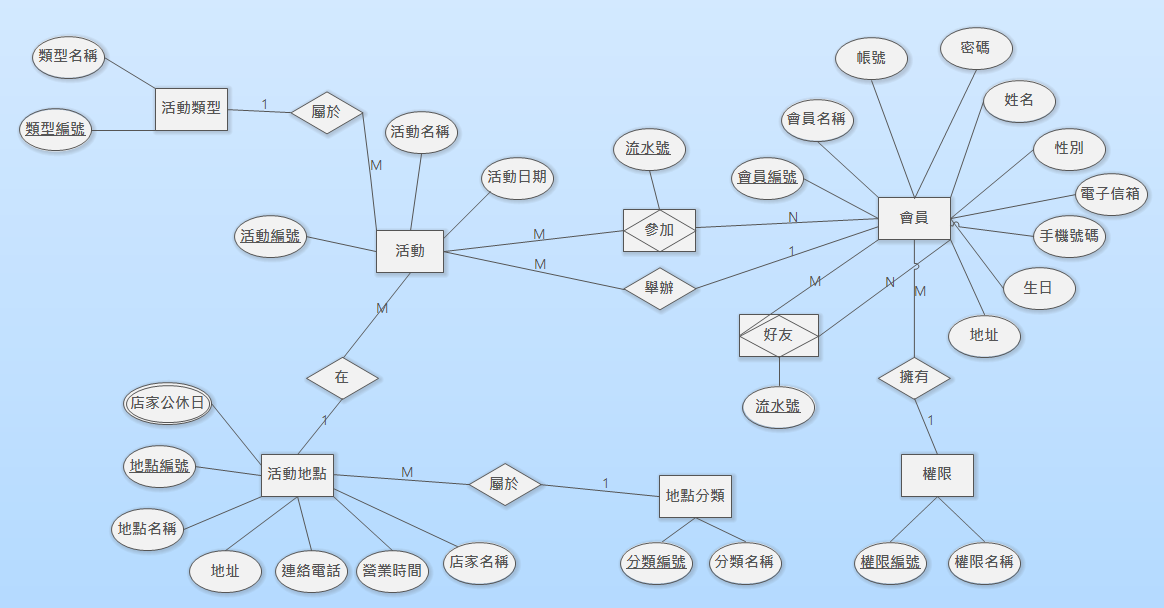 類型名稱
類型編號
活動類型
1
屬於
M
活動名稱
活動日期
活動編號
活動
M
M
M
流水號
參加
N
舉辦
1
帳號
密碼
會員名稱
姓名
會員編號
性別
電子信箱
手機號碼
生日
地址
會員
M
N
M
好友
流水號
擁有
1
權限
權限編號
權限名稱
在
1
店家公休日
地點編號
地點名稱
地址
連絡電話
營業時間
店家名稱
活動地點
M
屬於
1
地點分類
分類編號
分類名稱